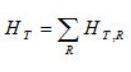 H_T = ∑_R H_{T,R}